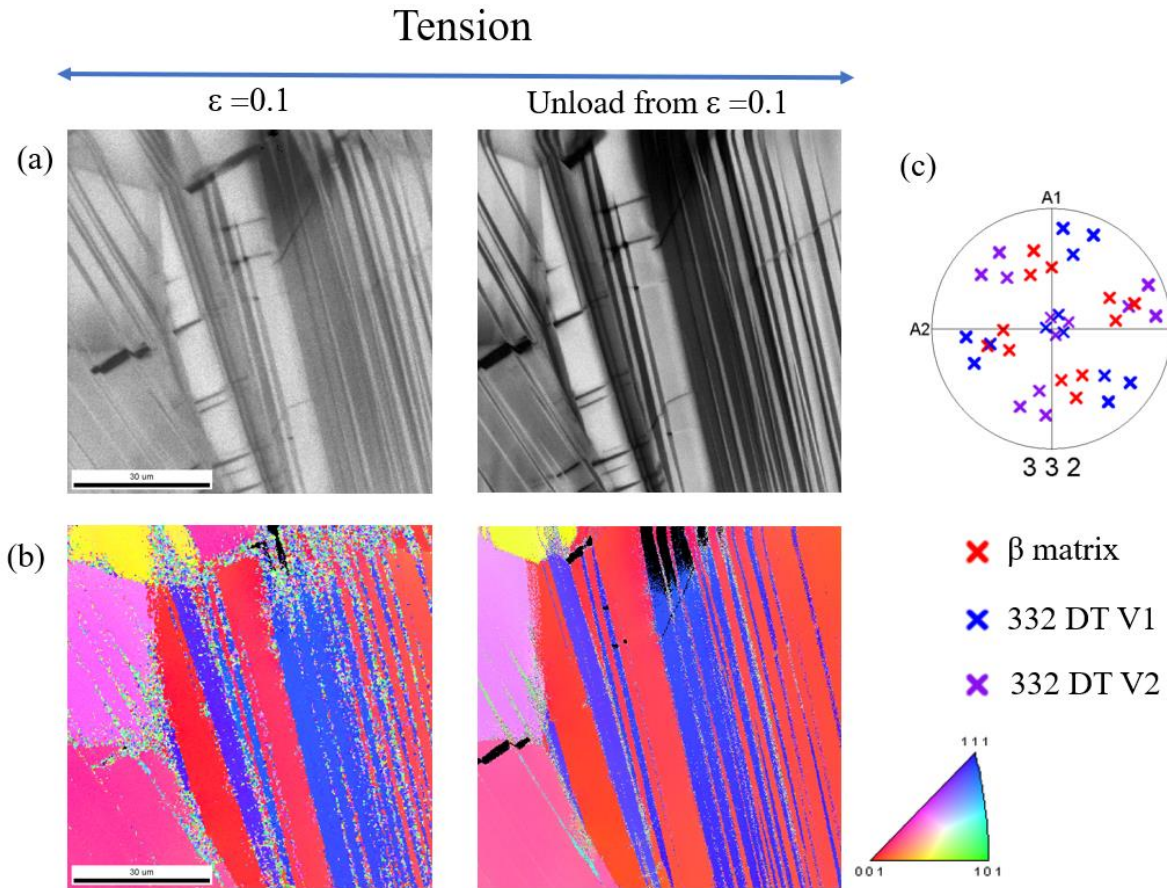 Tension
ε =0.1
Unload from ε =0.1
(a)
30 um
(b)
30 um
(c)
A1
A2
3 3 2
β matrix
332 DT V1
332 DT V2
111
001
101